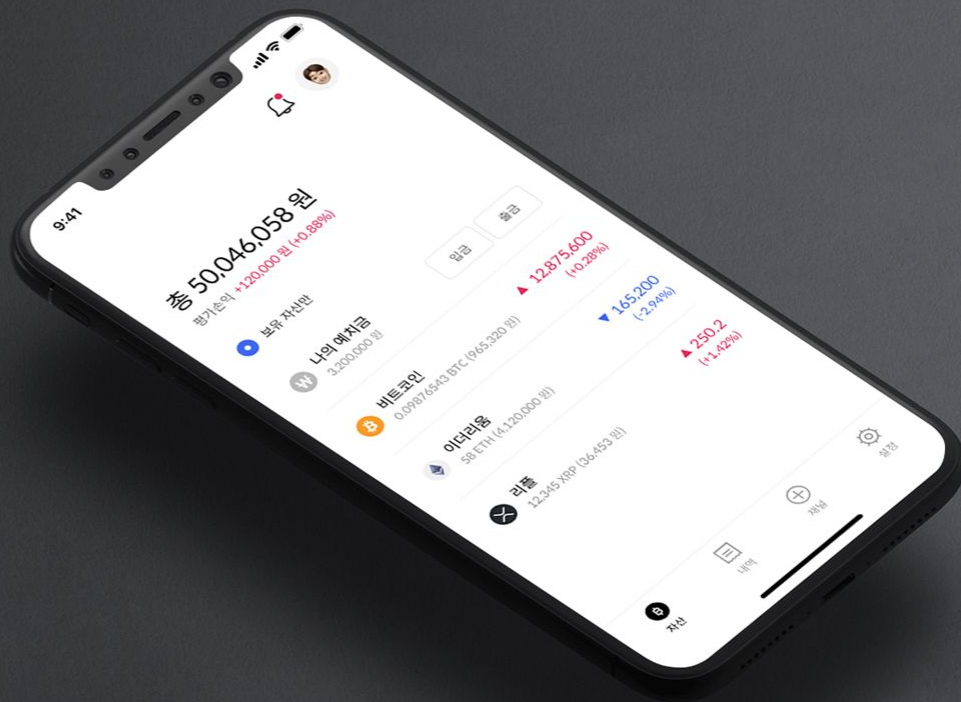 9:41
총 50,046,058 원
평가손익 +120,000 원 (+0.88%)
입금
출금
보유 자산만
나의 예치금
3,200,000 원
비트코인
0.09876543 BTC (965,320 원)
▲ 12,875,600
(+0.28%)
이더리움
58 ETH (4,120,000 원)
▼ 165,200
(-2.94%)
리플
12,345 XRP (36,453 원)
▲ 250.2
(+1.42%)
자산
내역
채널
설정